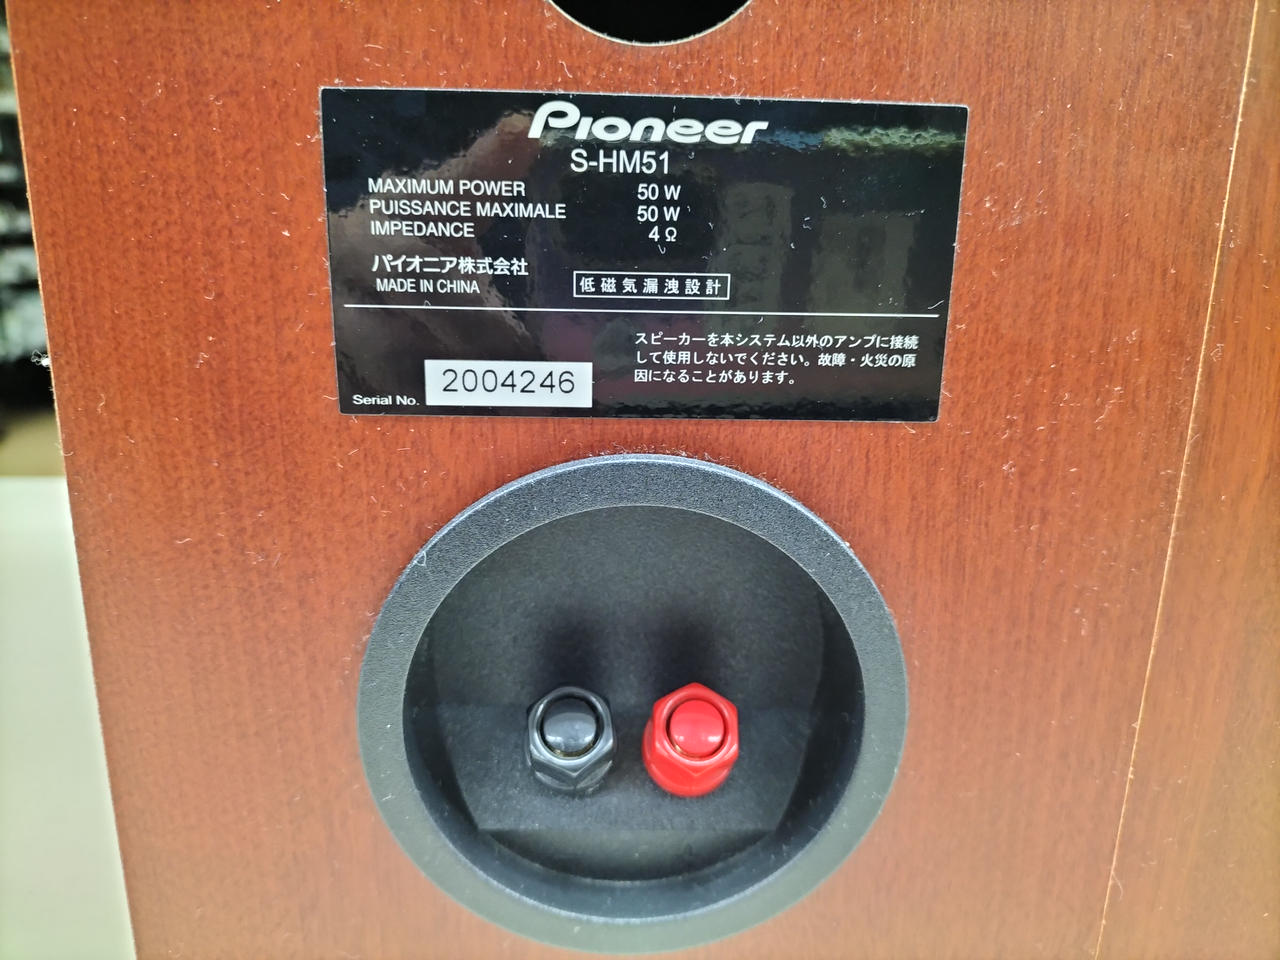 Pioneer
S-HM51
MAXIMUM POWER 50 W
PUISSANCE MAXIMALE 50 W
IMPEDANCE 4 Ω
パイオニア株式会社
MADE IN CHINA
低磁気漏洩設計
スピーカーを本システム以外のアンプに接続
して使用しないでください。故障・火災の原
因になることがあります。
Serial No. 2004246